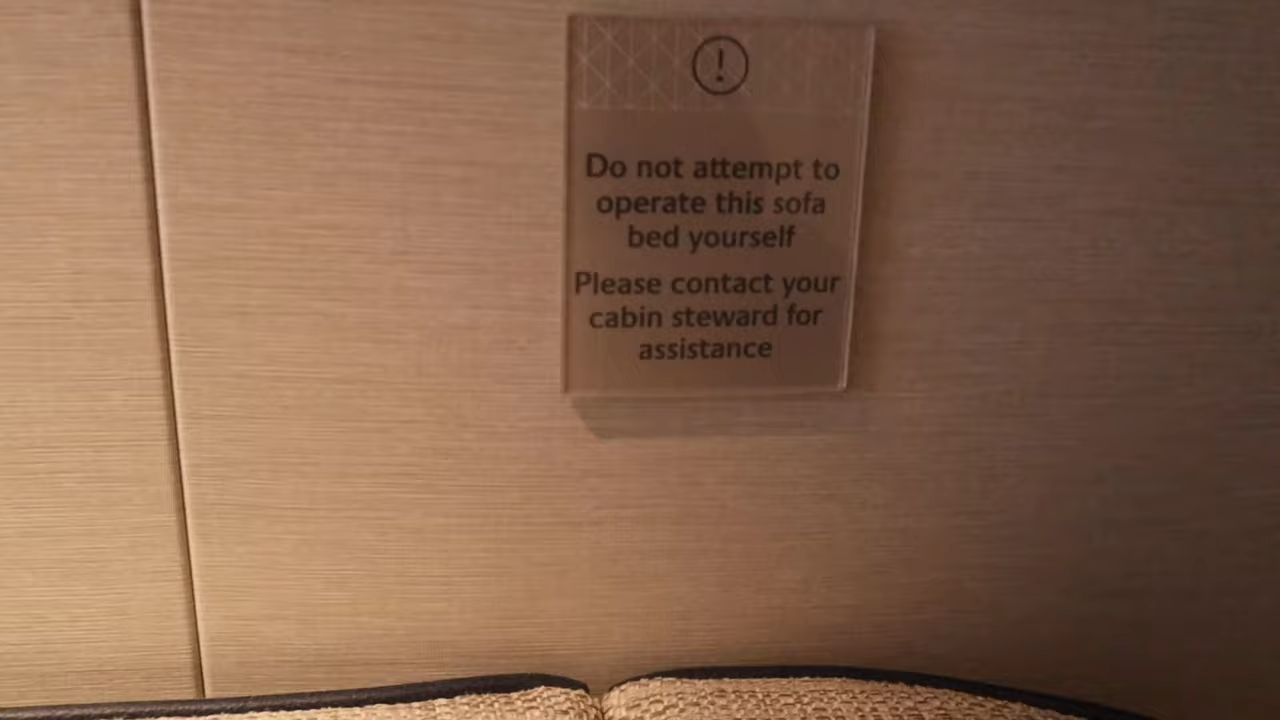 Do not attempt to
operate this sofa
bed yourself
Please contact your
cabin steward for
assistance